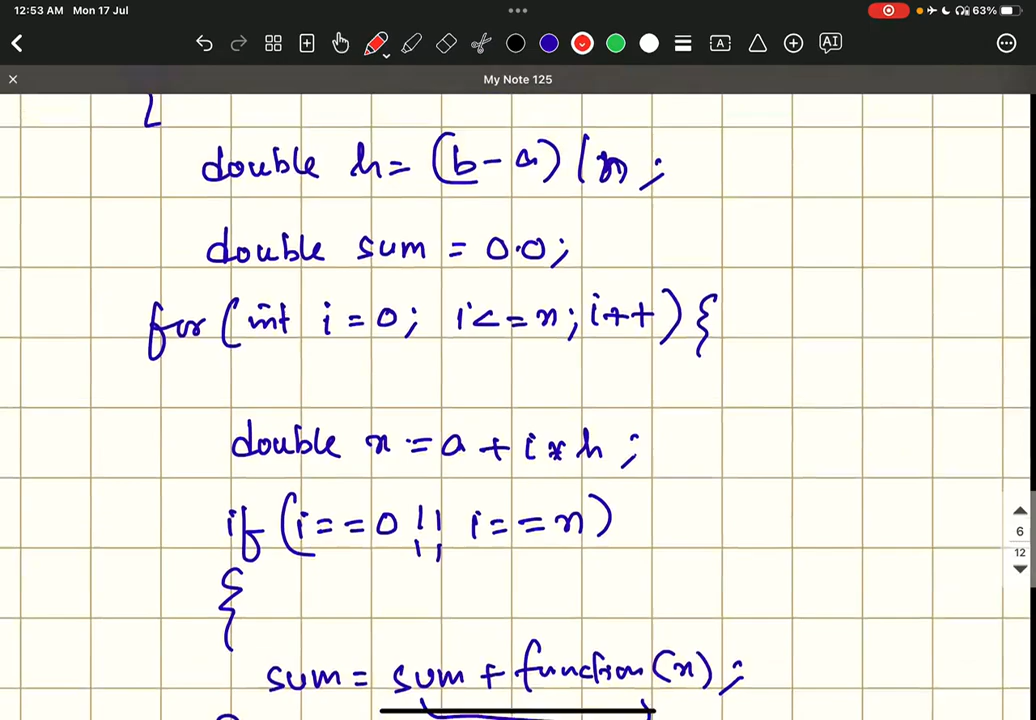 12:53 AM Mon 17 Jul
63%
A
AI
My Note 125
{
double h = (b - a) / n ;
double sum = 0.0 ;
for (int i = 0; i <= n ; i++) {
double x = a + i * h ;
if (i == 0 || i == n)
{
sum = sum + function (x) ;
6
12